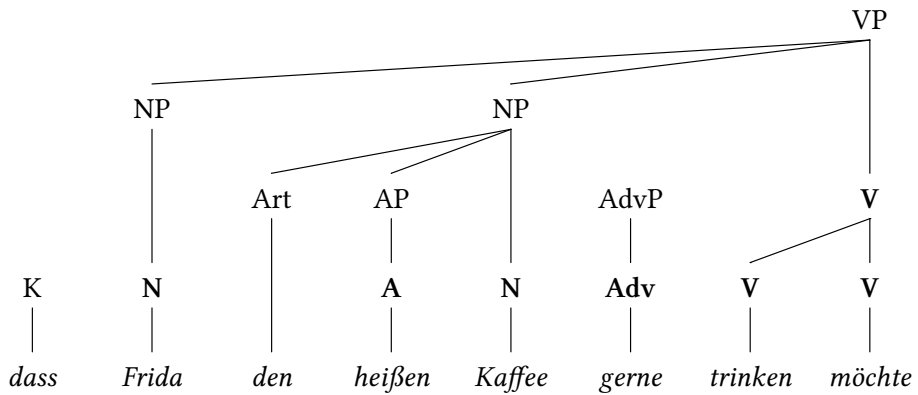 VP
NP NP
Art AP AdvP V
K N A N Adv V V
dass Frida den heißen Kaffee gerne trinken möchte